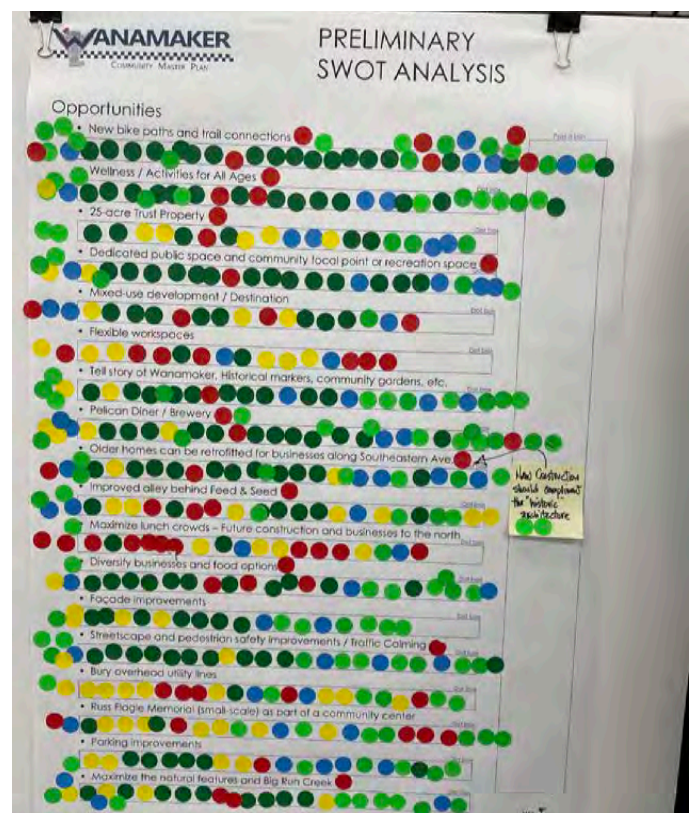 WANAMAKER
COMMUNITY MASTER PLAN
PRELIMINARY
SWOT ANALYSIS
Opportunities
• New bike paths and trail connections
• Wellness / Activities for All Ages
• 25-acre Trust Property
• Dedicated public space and community focal point or recreation space
• Mixed-use development / Destination
• Flexible workspaces
• Tell story of Wanamaker, Historical markers, community gardens, etc.
• Pelican Diner / Brewery
• Older homes can be retrofitted for businesses along Southeastern Ave.
New Construction
should compliment
the "historic
architecture
• Improved alley behind Feed & Seed
• Maximize lunch crowds – Future construction and businesses to the north
• Diversify businesses and food options
• Façade improvements
• Streetscape and pedestrian safety improvements / Traffic Calming
• Bury overhead utility lines
• Russ Flagle Memorial (small-scale) as part of a community center
• Parking improvements
• Maximize the natural features and Big Run Creek